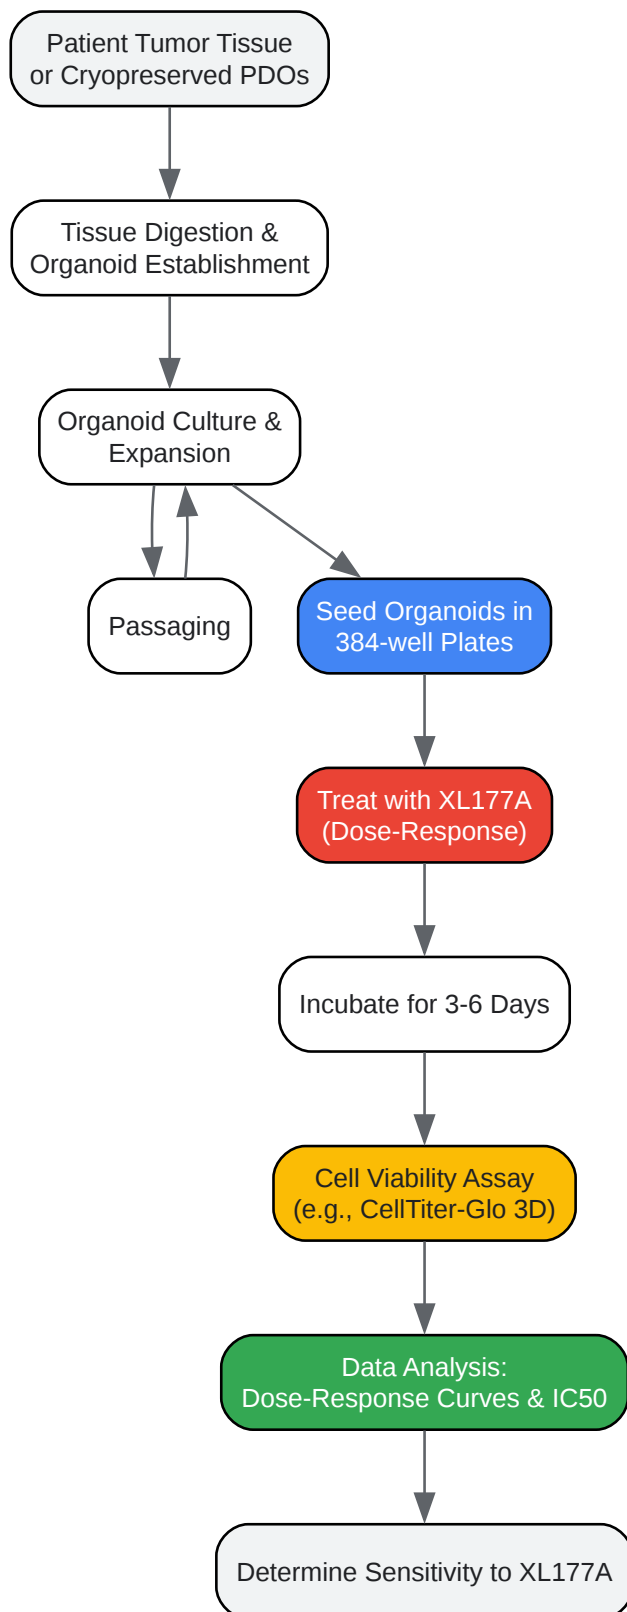 Patient Tumor Tissue
or Cryopreserved PDOs
Tissue Digestion &
Organoid Establishment
Organoid Culture &
Expansion
Passaging
Seed Organoids in
384-well Plates
Treat with XL177A
(Dose-Response)
Incubate for 3-6 Days
Cell Viability Assay
(e.g., CellTiter-Glo 3D)
Data Analysis:
Dose-Response Curves & IC50
Determine Sensitivity to XL177A